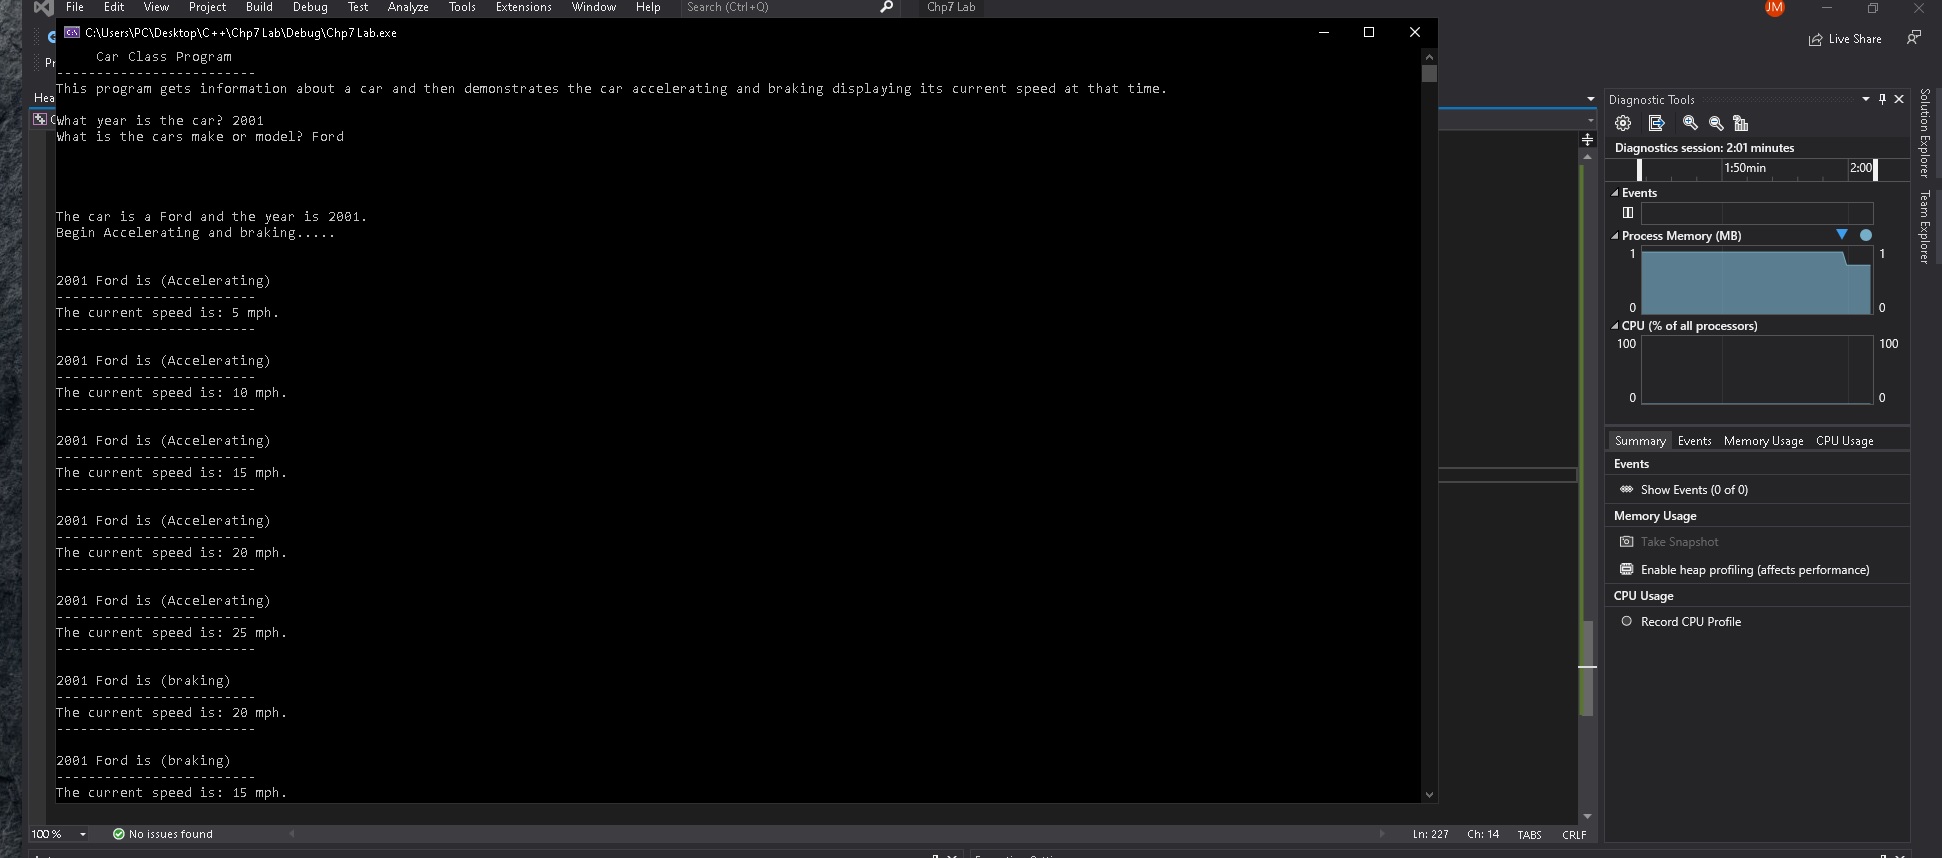 File Edit View Project Build Debug Test Analyze Tools Extensions Window Help Search (Ctrl+Q) Chp7 Lab JM
C:\Users\PC\Desktop\C++\Chp7 Lab\Debug\Chp7 Lab.exe
Live Share
Pr
Hea
Car Class Program
-------------------------
This program gets information about a car and then demonstrates the car accelerating and braking displaying its current speed at that time.
What year is the car? 2001
What is the cars make or model? Ford
The car is a Ford and the year is 2001.
Begin Accelerating and braking.....
2001 Ford is (Accelerating)
-------------------------
The current speed is: 5 mph.
-------------------------
2001 Ford is (Accelerating)
-------------------------
The current speed is: 10 mph.
-------------------------
2001 Ford is (Accelerating)
-------------------------
The current speed is: 15 mph.
-------------------------
2001 Ford is (Accelerating)
-------------------------
The current speed is: 20 mph.
-------------------------
2001 Ford is (Accelerating)
-------------------------
The current speed is: 25 mph.
-------------------------
2001 Ford is (braking)
-------------------------
The current speed is: 20 mph.
-------------------------
2001 Ford is (braking)
-------------------------
The current speed is: 15 mph.
Diagnostic Tools
Diagnostics session: 2:01 minutes
1:50min 2:00
Events
Process Memory (MB)
1 1
0 0
CPU (% of all processors)
100 100
0 0
Summary Events Memory Usage CPU Usage
Events
Show Events (0 of 0)
Memory Usage
Take Snapshot
Enable heap profiling (affects performance)
CPU Usage
Record CPU Profile
Solution Explorer
Team Explorer
100 % No issues found Ln: 227 Ch: 14 TABS CRLF